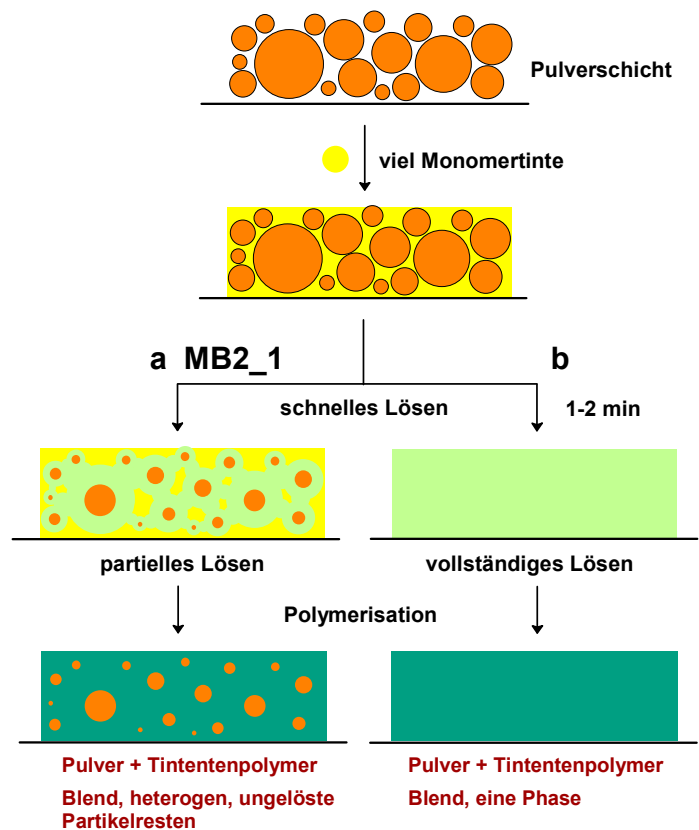 Pulverschicht
viel Monomertinte
a MB2_1
b
schnelles Lösen
1-2 min
partielles Lösen
vollständiges Lösen
Polymerisation
Pulver + Tintentenpolymer
Blend, heterogen, ungelöste
Partikelresten
Pulver + Tintentenpolymer
Blend, eine Phase